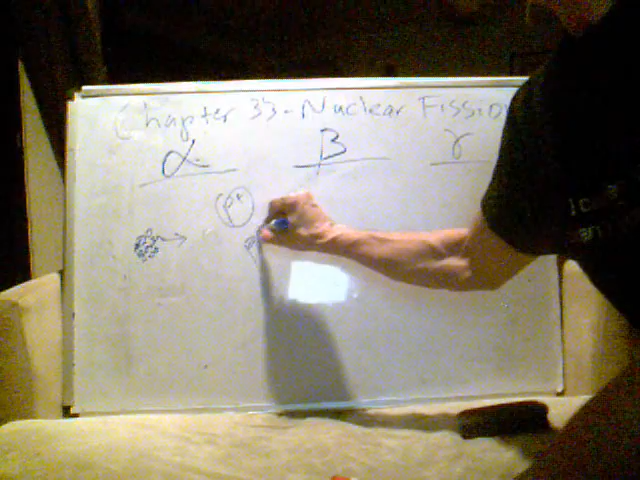 Chapter 33-Nuclear Fission
α β γ
P+